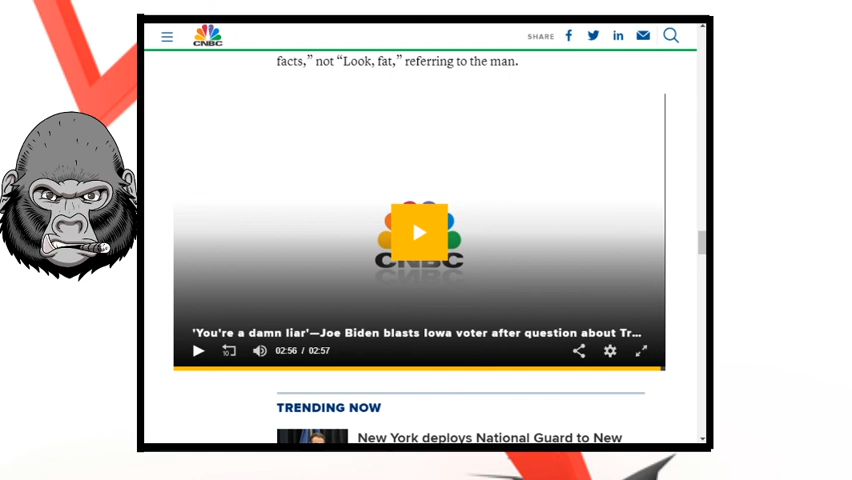 CNBC
SHARE
facts,” not “Look, fat,” referring to the man.
CNBC
'You're a damn liar'—Joe Biden blasts Iowa voter after question about Tr...
10
02:56 / 02:57
TRENDING NOW
New York deploys National Guard to New